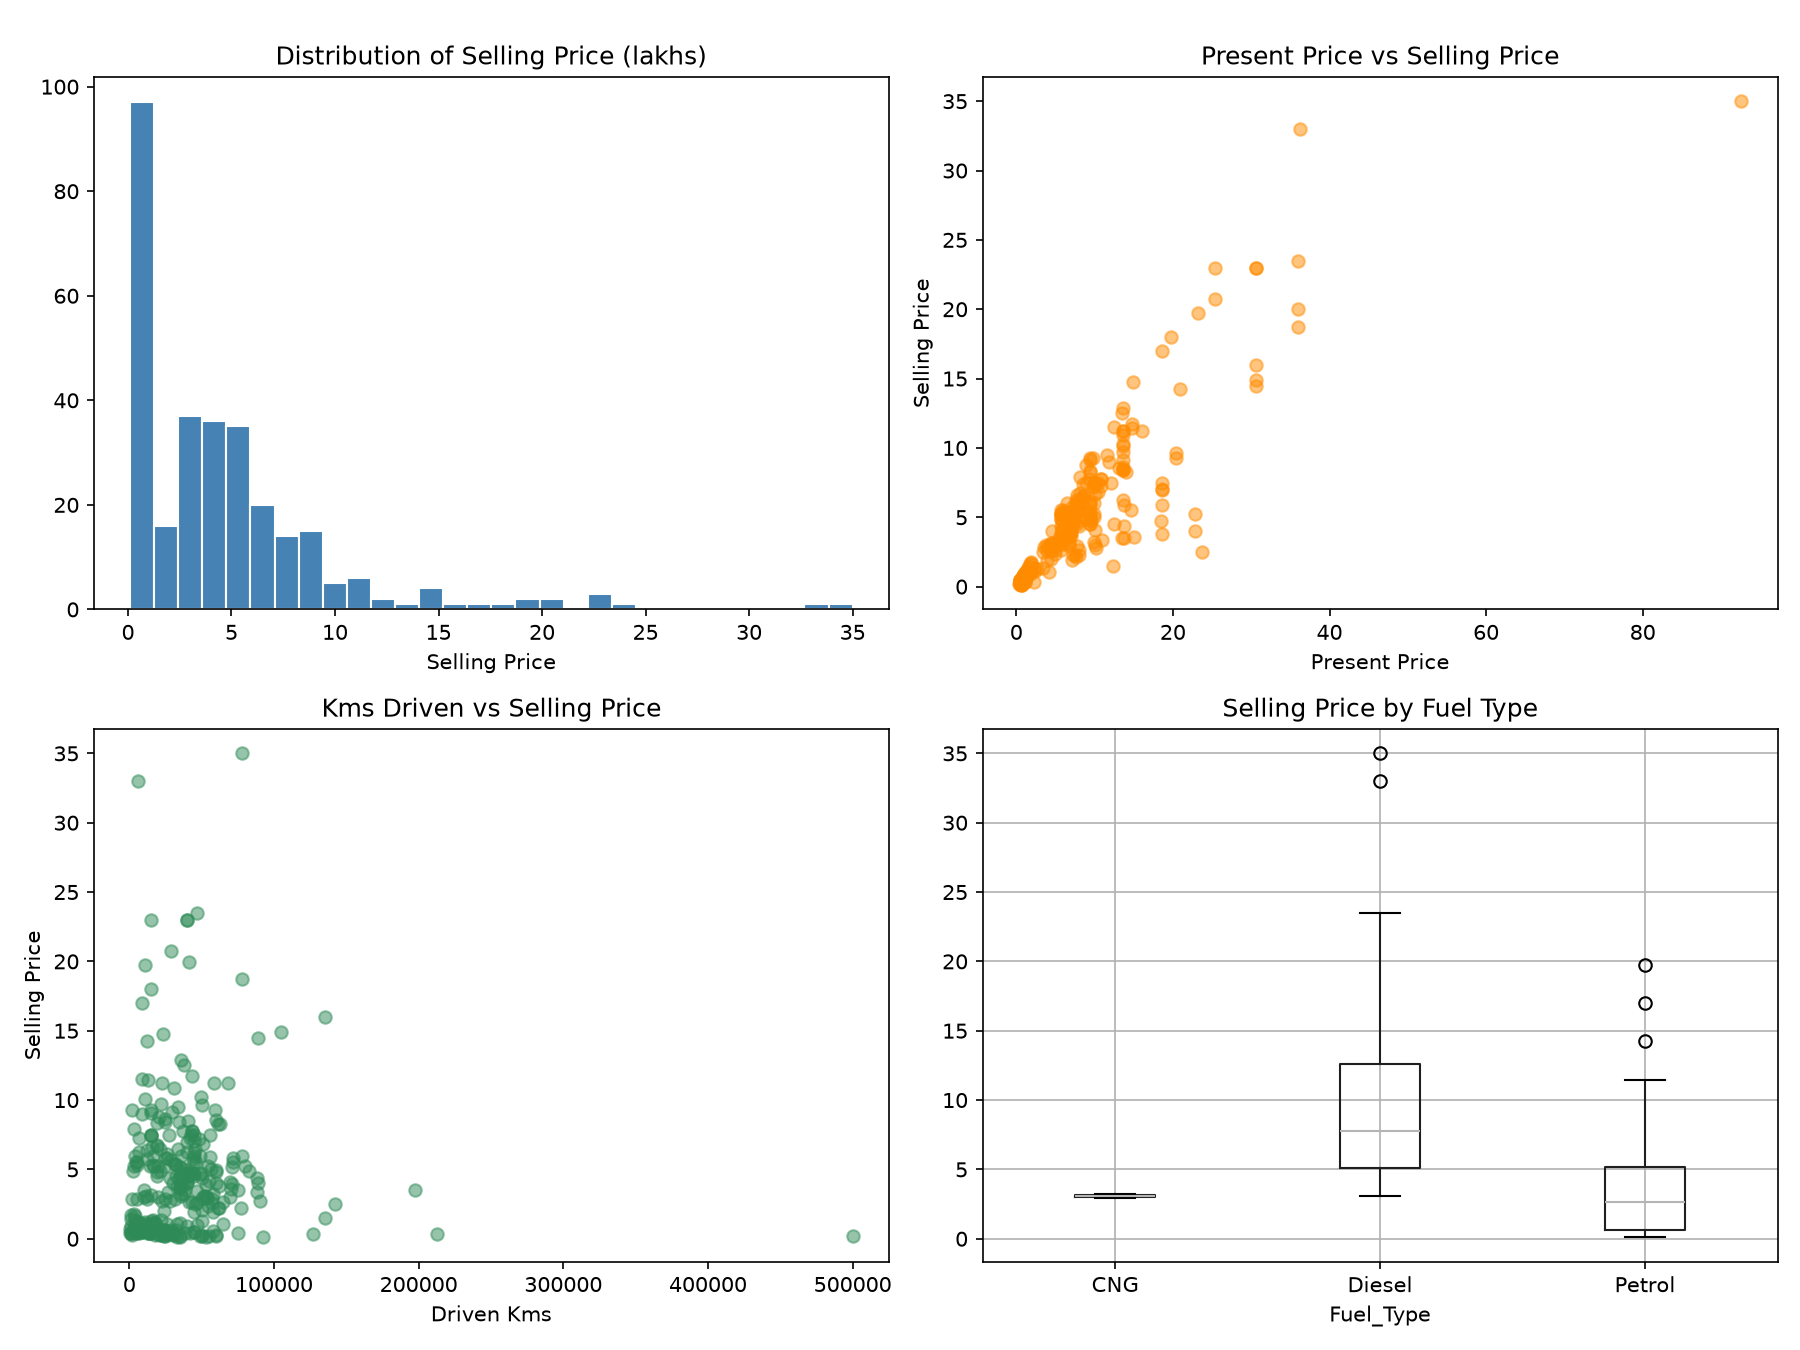 Distribution of Selling Price (lakhs)
100
80
60
40
20
0
0 5 10 15 20 25 30 35
Selling Price
Present Price vs Selling Price
Selling Price
35
30
25
20
15
10
5
0
0 20 40 60 80
Present Price
Kms Driven vs Selling Price
Selling Price
35
30
25
20
15
10
5
0
0 100000 200000 300000 400000 500000
Driven Kms
Selling Price by Fuel Type
35
30
25
20
15
10
5
0
CNG Diesel Petrol
Fuel_Type